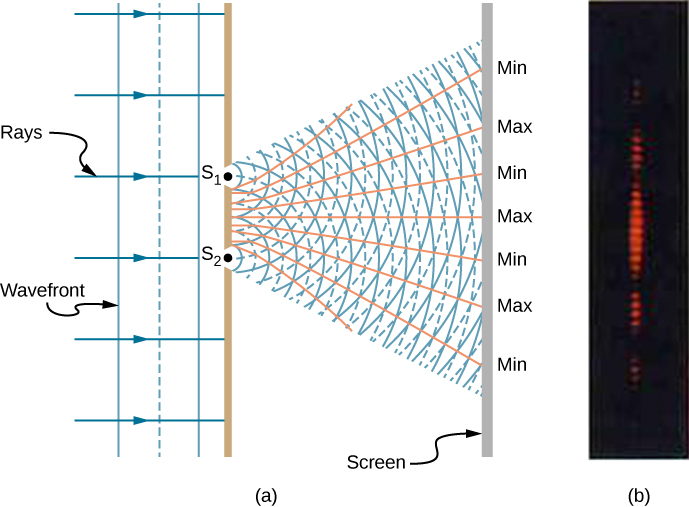 Min
Max
Rays
Min
S1
Max
S2
Min
Wavefront
Max
Min
Screen
(a)
(b)